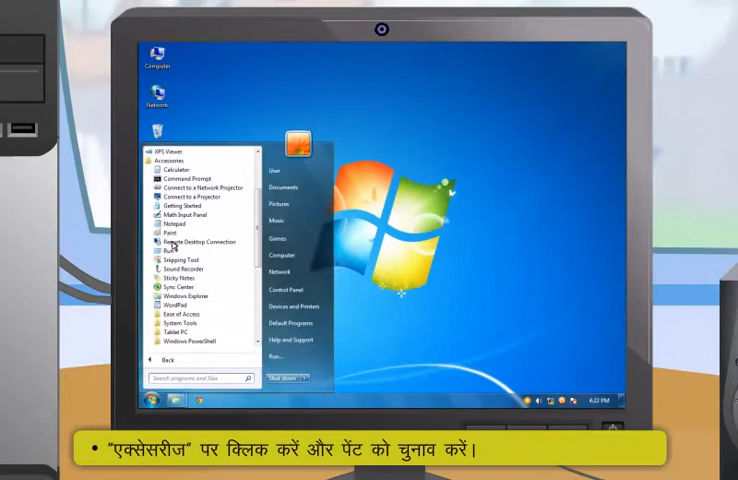 Computer
Network
XPS Viewer
Accessories
Calculator
Command Prompt
Connect to a Network Projector
Connect to a Projector
Getting Started
Math Input Panel
Notepad
Paint
Remote Desktop Connection
Run
Snipping Tool
Sound Recorder
Sticky Notes
Sync Center
Windows Explorer
WordPad
Ease of Access
System Tools
Tablet PC
Windows PowerShell
Back
Search programs and files
User
Documents
Pictures
Music
Games
Computer
Network
Control Panel
Devices and Printers
Default Programs
Help and Support
Run...
Shut down
4:22 PM
• "एक्सेसरीज" पर क्लिक करें और पेंट को चुनाव करें।